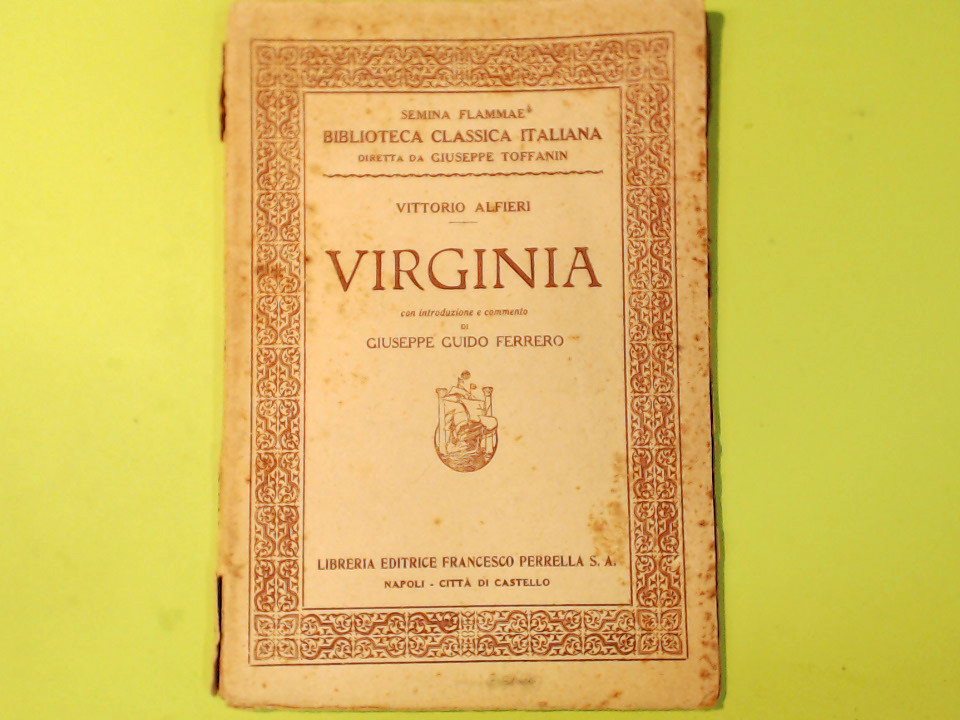 SEMINA FLAMMAE
BIBLIOTECA CLASSICA ITALIANA
DIRETTA DA GIUSEPPE TOFFANIN
VITTORIO ALFIERI
VIRGINIA
con introduzione e commento
DI
GIUSEPPE GUIDO FERRERO
LIBRERIA EDITRICE FRANCESCO PERRELLA S. A.
NAPOLI - CITTÀ DI CASTELLO